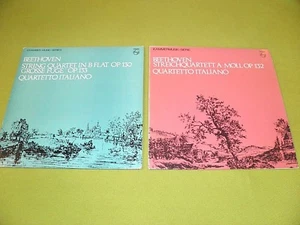 BEETHOVEN
STRING QUARTET IN B FLAT, OP. 130
GROSSE FUGE · OP. 133
QUARTETTO ITALIANO
BEETHOVEN
STREICHQUARTETT A-MOLL, OP. 132
QUARTETTO ITALIANO